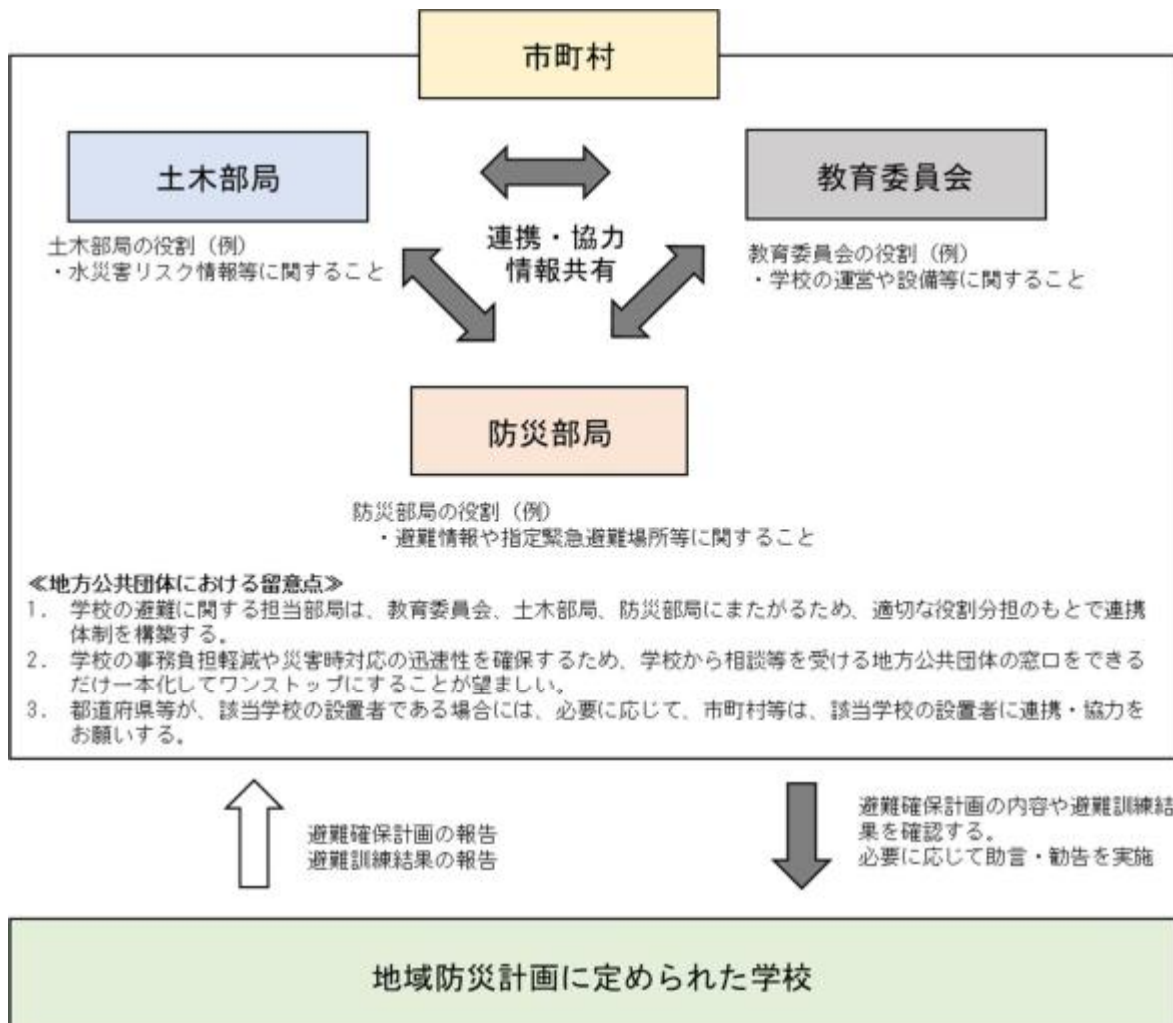 市町村
土木部局
教育委員会
連携・協力
情報共有
土木部局の役割（例）
・水災害リスク情報等に関すること
教育委員会の役割（例）
・学校の運営や設備等に関すること
防災部局
防災部局の役割（例）
・避難情報や指定緊急避難場所等に関すること
≪地方公共団体における留意点≫
1. 学校の避難に関する担当部局は、教育委員会、土木部局、防災部局にまたがるため、適切な役割分担のもとで連携
体制を構築する。
2. 学校の事務負担軽減や災害時対応の迅速性を確保するため、学校から相談等を受ける地方公共団体の窓口をできる
だけ一本化してワンストップにすることが望ましい。
3. 都道府県等が、該当学校の設置者である場合には、必要に応じて、市町村等は、該当学校の設置者に連携・協力を
お願いする。
避難確保計画の報告
避難訓練結果の報告
避難確保計画の内容や避難訓練結
果を確認する。
必要に応じて助言・勧告を実施
地域防災計画に定められた学校